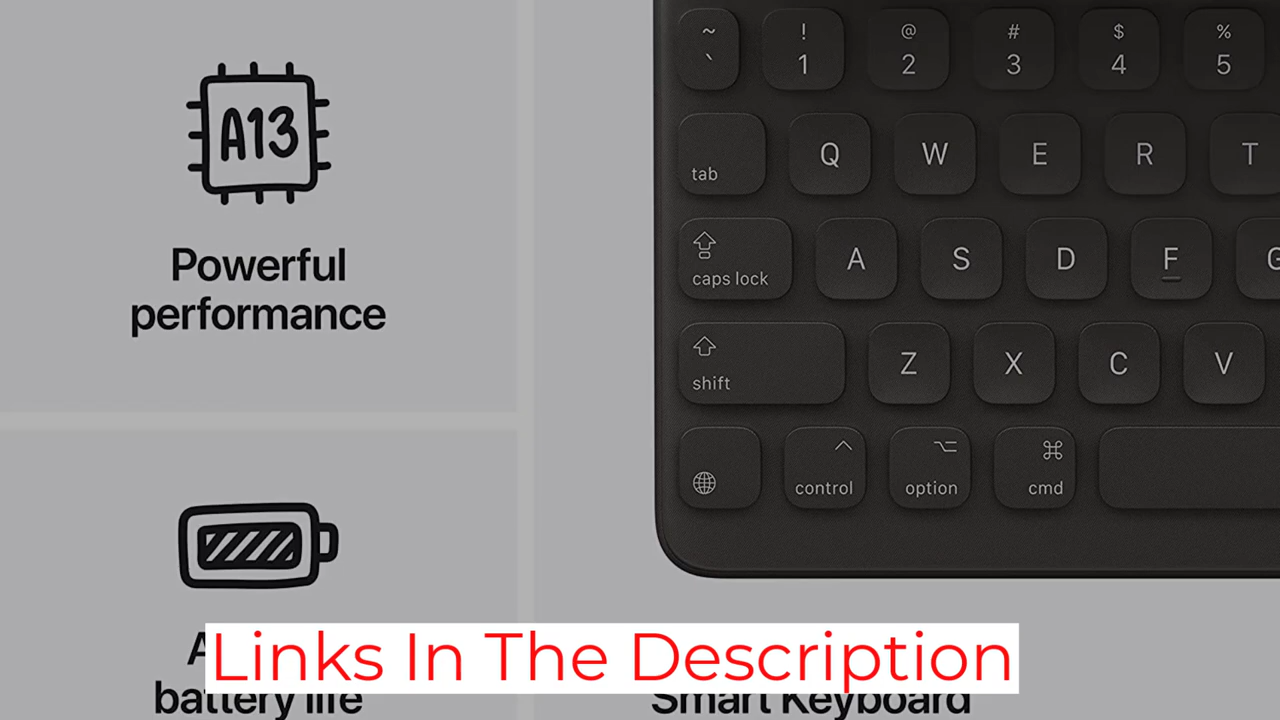 A13
Powerful
performance
A
battery life
~ ! @ # $ %
` 1 2 3 4 5
tab Q W E R T
caps lock A S D F G
shift Z X C V
control option cmd
Smart Keyboard
Links In The Description